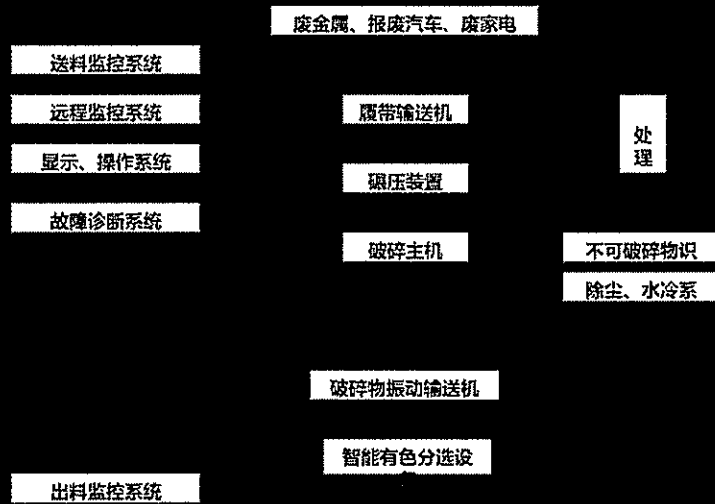 废金属、报废汽车、废家电
送料监控系统
远程监控系统
履带输送机
处
理
显示、操作系统
碾压装置
故障诊断系统
破碎主机
不可破碎物识
除尘、水冷系
破碎物振动输送机
智能有色分选设
出料监控系统